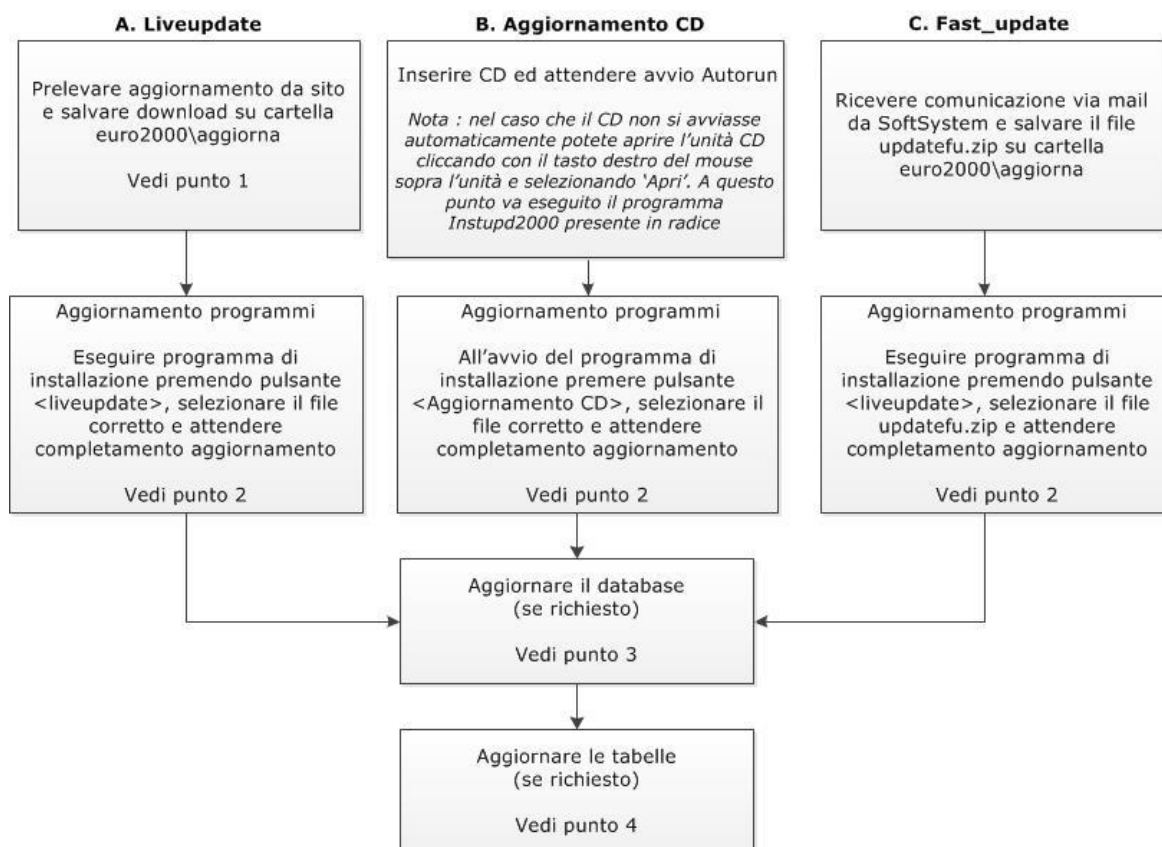 A. Liveupdate
Prelevare aggiornamento da sito
e salvare download su cartella
euro2000\aggiorna
Vedi punto 1
Aggiornamento programmi
Eseguire programma di
installazione premendo pulsante
<liveupdate>, selezionare il file
corretto e attendere
completamento aggiornamento
Vedi punto 2
B. Aggiornamento CD
Inserire CD ed attendere avvio Autorun
Nota : nel caso che il CD non si avviasse
automaticamente potete aprire l'unità CD
cliccando con il tasto destro del mouse
sopra l'unità e selezionando 'Apri'. A questo
punto va eseguito il programma
Instupd2000 presente in radice
Aggiornamento programmi
All'avvio del programma di
installazione premere pulsante
<Aggiornamento CD>, selezionare il
file corretto e attendere
completamento aggiornamento
Vedi punto 2
C. Fast_update
Ricevere comunicazione via mail
da SoftSystem e salvare il file
updatefu.zip su cartella
euro2000\aggiorna
Aggiornamento programmi
Eseguire programma di
installazione premendo pulsante
<liveupdate>, selezionare il file
updatefu.zip e attendere
completamento aggiornamento
Vedi punto 2
Aggiornare il database
(se richiesto)
Vedi punto 3
Aggiornare le tabelle
(se richiesto)
Vedi punto 4